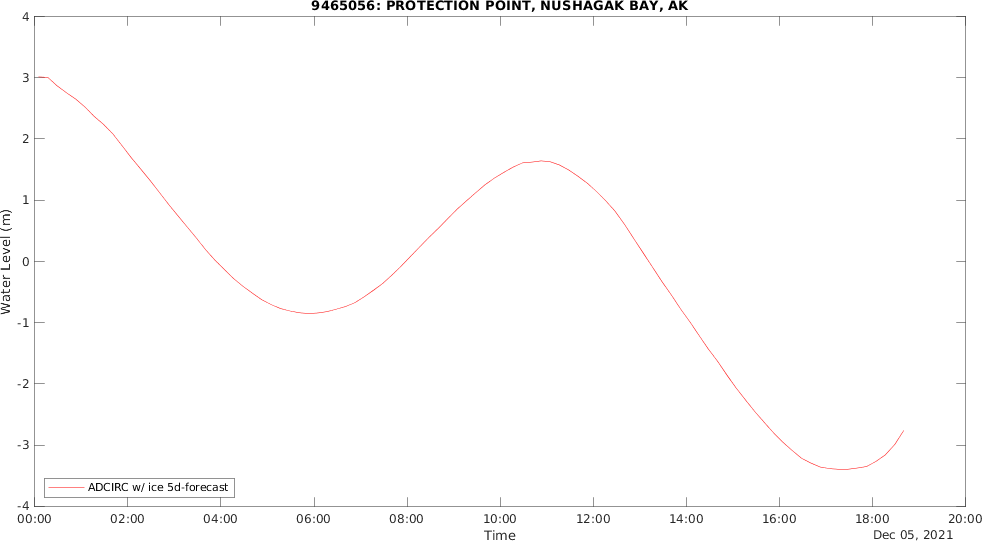 9465056: PROTECTION POINT, NUSHAGAK BAY, AK
Water Level (m)
4
3
2
1
0
-1
-2
-3
-4
ADCIRC w/ ice 5d-forecast
00:00 02:00 04:00 06:00 08:00 10:00 12:00 14:00 16:00 18:00 20:00
Time
Dec 05, 2021